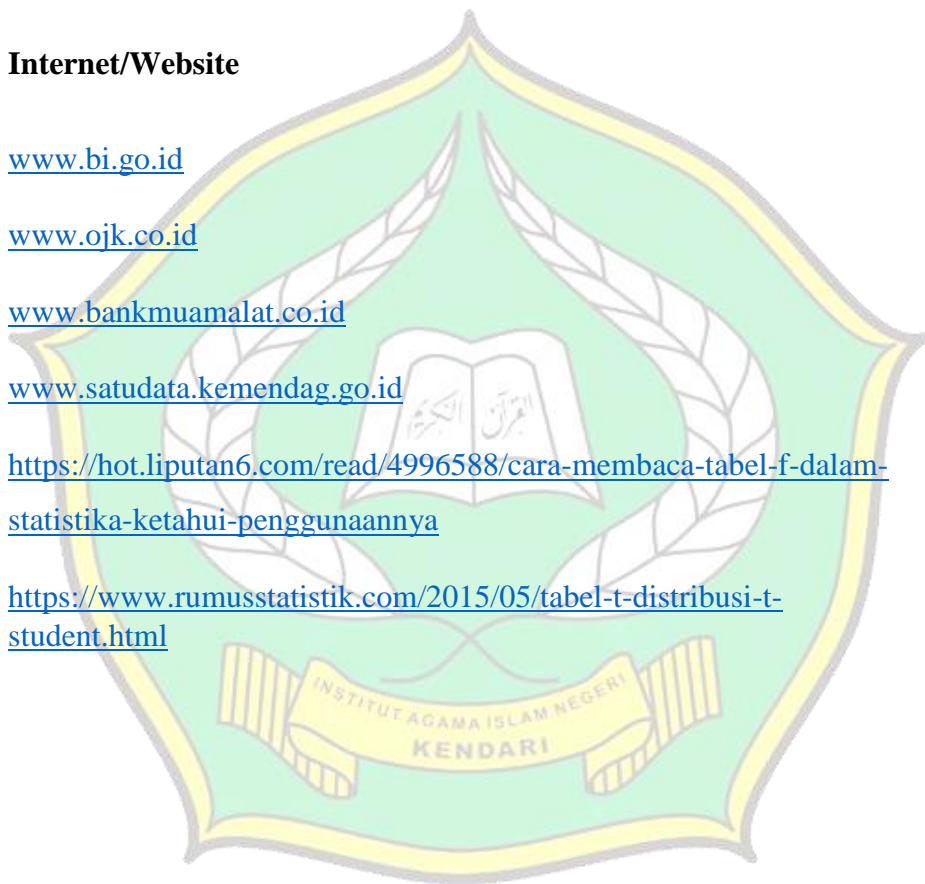 Internet/Website
www.bi.go.id
www.ojk.co.id
www.bankmuamalat.co.id
www.satudata.kemendag.go.id
https://hot.liputan6.com/read/4996588/cara-membaca-tabel-f-dalam-
statistika-ketahui-penggunaannya
https://www.rumusstatistik.com/2015/05/tabel-t-distribusi-t-
student.html
القرآن الكريم
INSTITUT AGAMA ISLAM NEGERI
KENDARI